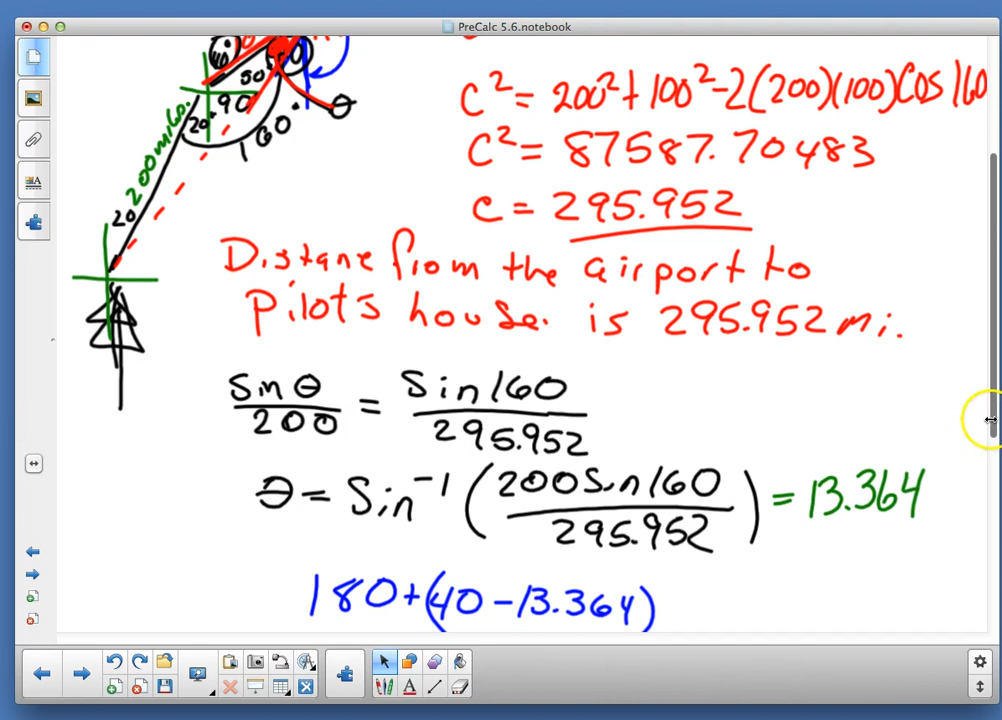 PreCalc 5.6.notebook
40
50
90
20
θ
160°
200 mi.
20
C² = 200² + 100² - 2(200)(100)Cos 160
C² = 87587.70483
C = 295.952
Distane from the airport to
Pilot's house. is 295.952 mi.
Sin θ / 200 = Sin 160 / 295.952
θ = Sin⁻¹ ( 200 Sin 160 / 295.952 ) = 13.364
180 + (40 - 13.364)